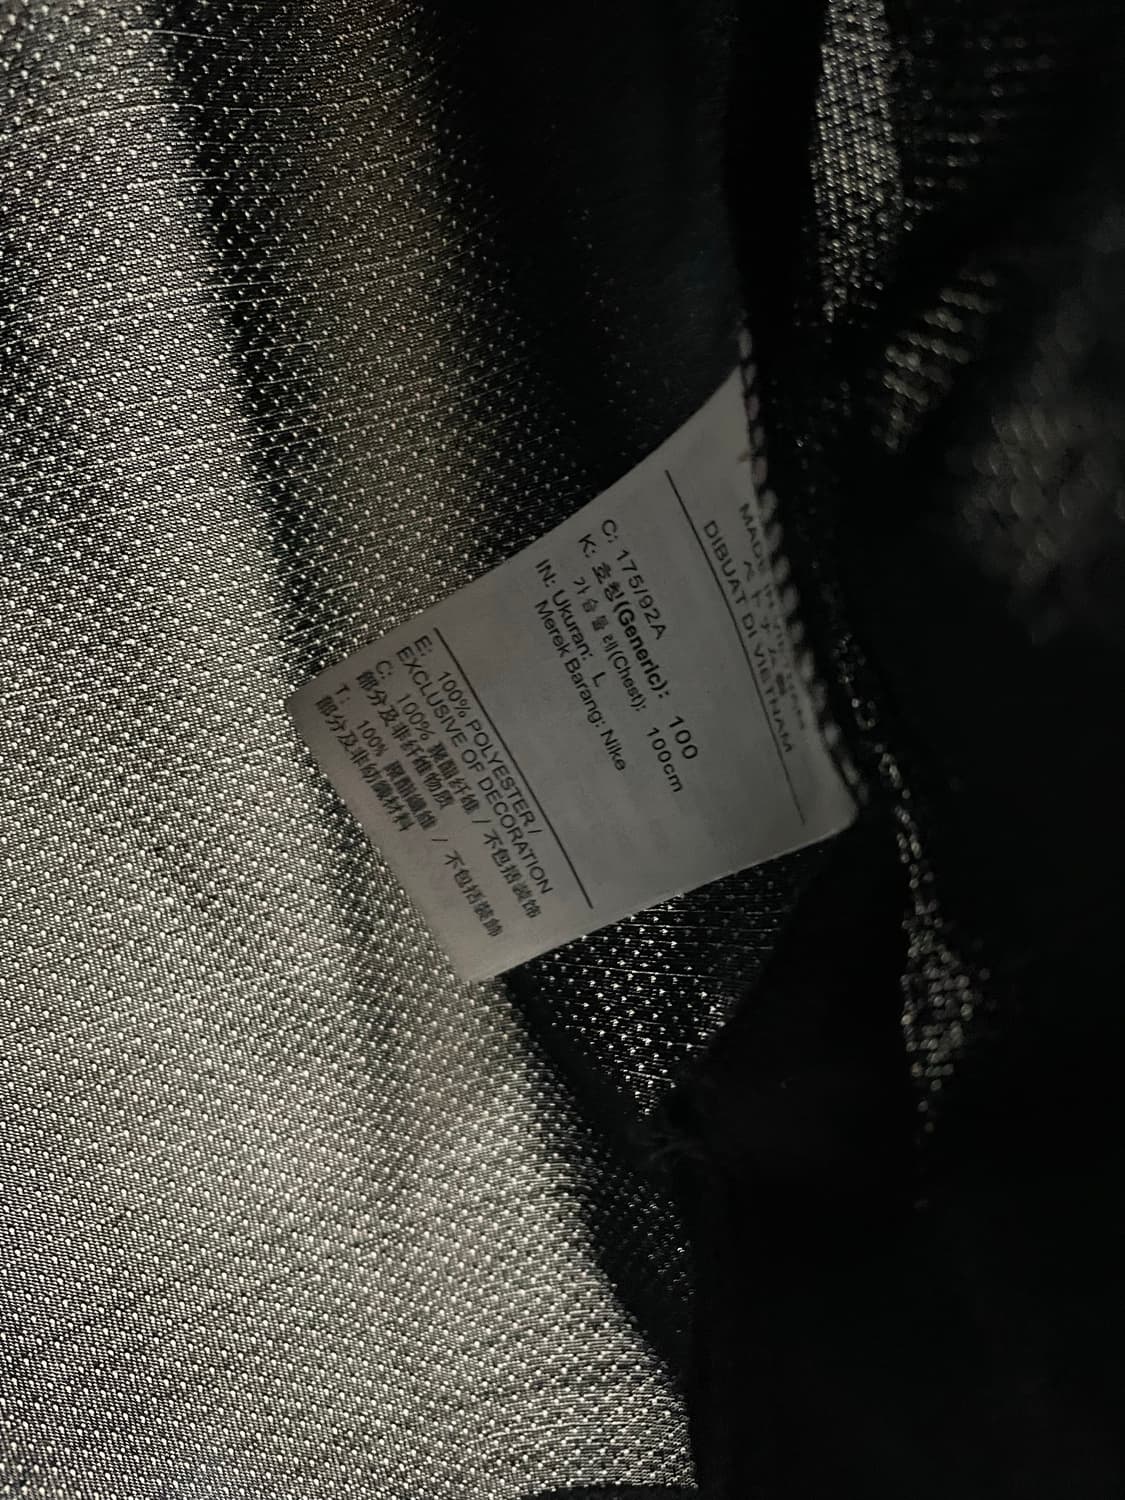 MADE IN VIETNAM
DIBUAT DI VIETNAM
C: 175/92A
K: 호칭(Generic): 100
가슴둘레(Chest): 100cm
IN: Ukuran: L
Merek Barang: Nike
E: 100% POLYESTER/
EXCLUSIVE OF DECORATION
C: 100% 聚酯纤维 / 不包括装饰
部分及非纤维物质
T: 100% 聚酯纖維 / 不包括裝飾
部分及非紡織材料